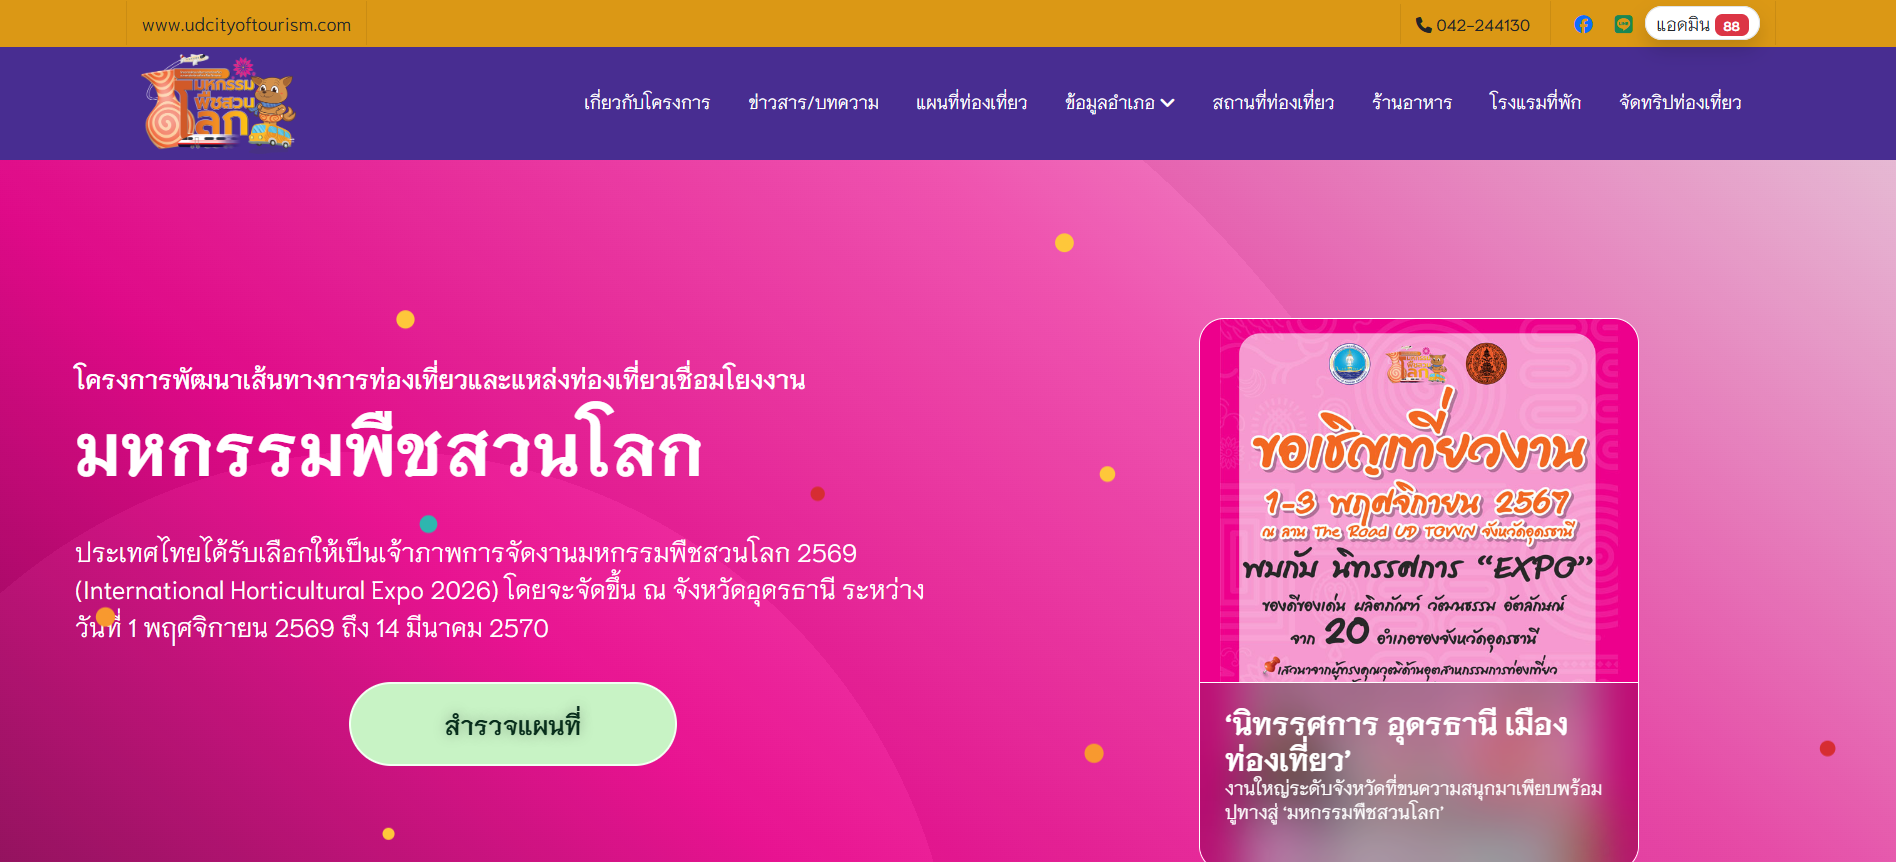 www.udcityoftourism.com
042-244130
แอดมิน 88
มหกรรม
พืชสวน
โลก
เกี่ยวกับโครงการ
ข่าวสาร/บทความ
แผนที่ท่องเที่ยว
ข้อมูลอำเภอ
สถานที่ท่องเที่ยว
ร้านอาหาร
โรงแรมที่พัก
จัดทริปท่องเที่ยว
โครงการพัฒนาเส้นทางการท่องเที่ยวและแหล่งท่องเที่ยวเชื่อมโยงงาน
มหกรรมพืชสวนโลก
ประเทศไทยได้รับเลือกให้เป็นเจ้าภาพการจัดงานมหกรรมพืชสวนโลก 2569
(International Horticultural Expo 2026) โดยจะจัดขึ้น ณ จังหวัดอุดรธานี ระหว่าง
วันที่ 1 พฤศจิกายน 2569 ถึง 14 มีนาคม 2570
สำรวจแผนที่
ขอเชิญเที่ยวงาน
1-3 พฤศจิกายน 2567
ณ ลาน The Road UD TOWN จังหวัดอุดรธานี
พบกับ นิทรรศการ “EXPO”
ของดีของเด่น ผลิตภัณฑ์ วัฒนธรรม อัตลักษณ์
จาก 20 อำเภอของจังหวัดอุดรธานี
เสวนาจากผู้ทรงคุณวุฒิด้านอุตสาหกรรมการท่องเที่ยว
‘นิทรรศการ อุดรธานี เมือง
ท่องเที่ยว’
งานใหญ่ระดับจังหวัดที่ขนความสนุกมาเพียบพร้อม
ปูทางสู่ ‘มหกรรมพืชสวนโลก’